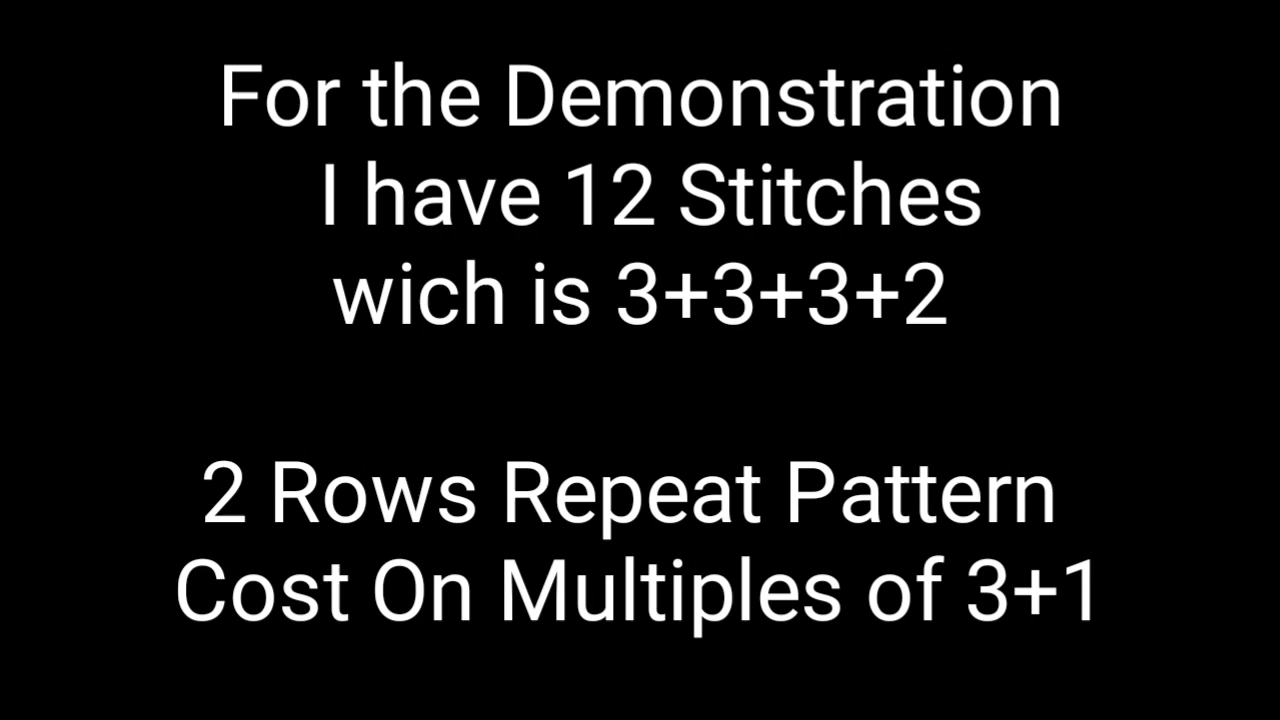 For the Demonstration
I have 12 Stitches
wich is 3+3+3+2
2 Rows Repeat Pattern
Cost On Multiples of 3+1